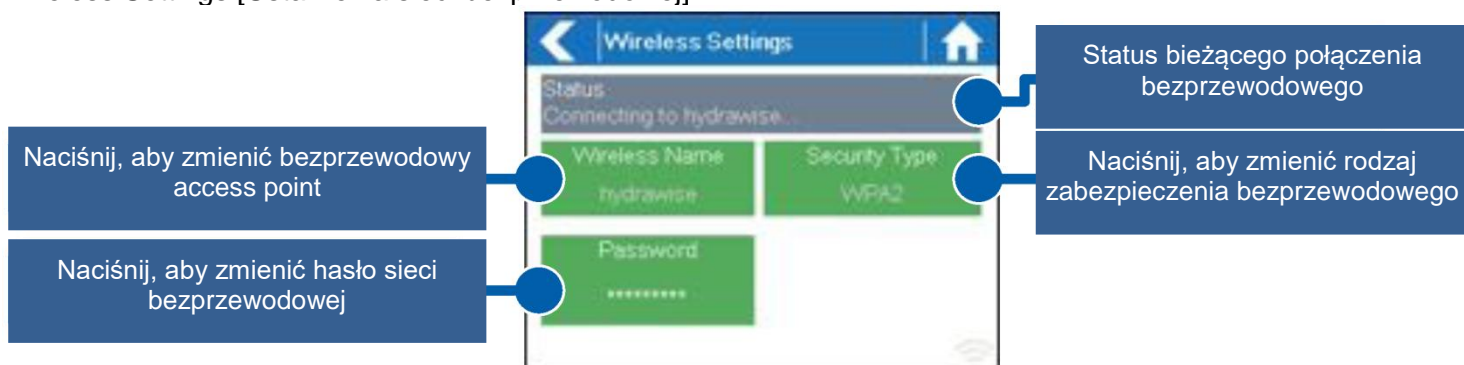 Wireless Settings
Status bieżącego połączenia
bezprzewodowego
Status
Connecting to hydrawise...
Naciśnij, aby zmienić bezprzewodowy
access point
Wireless Name
hydrawise
Security Type
WPA2
Naciśnij, aby zmienić rodzaj
zabezpieczenia bezprzewodowego
Naciśnij, aby zmienić hasło sieci
bezprzewodowej
Password
*********